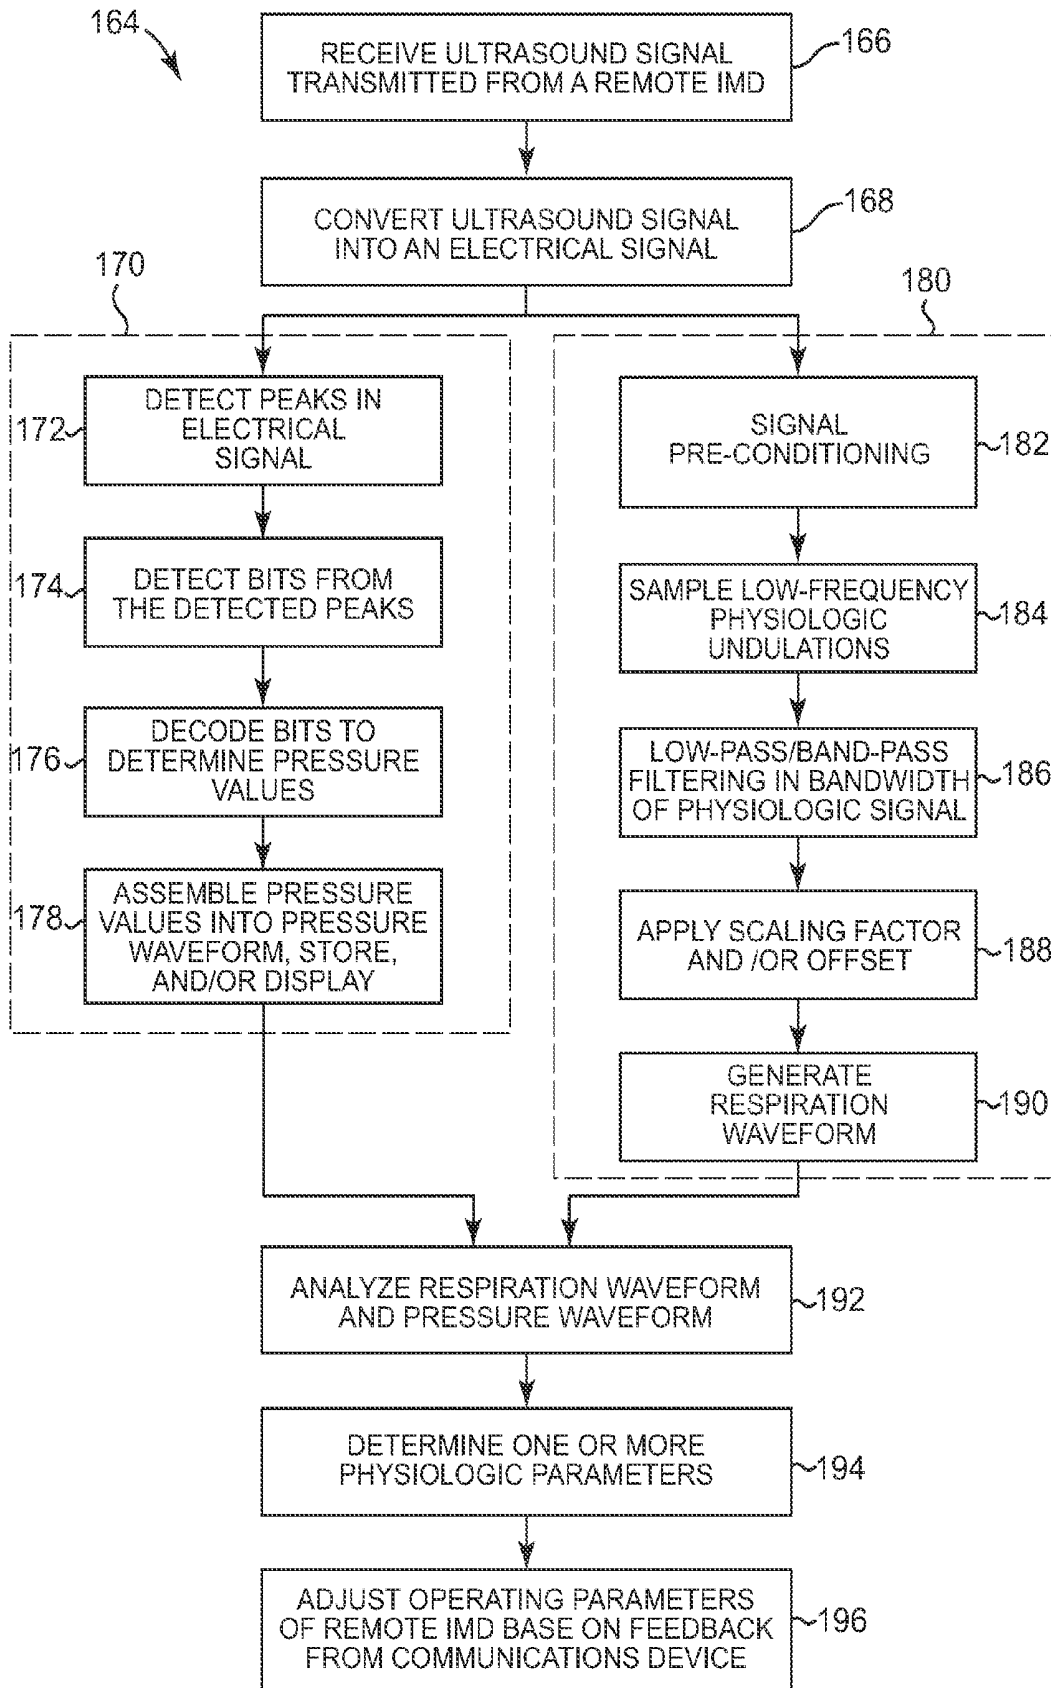 164
RECEIVE ULTRASOUND SIGNAL
TRANSMITTED FROM A REMOTE IMD
166
CONVERT ULTRASOUND SIGNAL
INTO AN ELECTRICAL SIGNAL
168
170
DETECT PEAKS IN
ELECTRICAL
SIGNAL
172
DETECT BITS FROM
THE DETECTED PEAKS
174
DECODE BITS TO
DETERMINE PRESSURE
VALUES
176
ASSEMBLE PRESSURE
VALUES INTO PRESSURE
WAVEFORM, STORE,
AND/OR DISPLAY
178
180
SIGNAL
PRE-CONDITIONING
182
SAMPLE LOW-FREQUENCY
PHYSIOLOGIC
UNDULATIONS
184
LOW-PASS/BAND-PASS
FILTERING IN BANDWIDTH
OF PHYSIOLOGIC SIGNAL
186
APPLY SCALING FACTOR
AND /OR OFFSET
188
GENERATE
RESPIRATION
WAVEFORM
190
ANALYZE RESPIRATION WAVEFORM
AND PRESSURE WAVEFORM
192
DETERMINE ONE OR MORE
PHYSIOLOGIC PARAMETERS
194
ADJUST OPERATING PARAMETERS
OF REMOTE IMD BASE ON FEEDBACK
FROM COMMUNICATIONS DEVICE
196